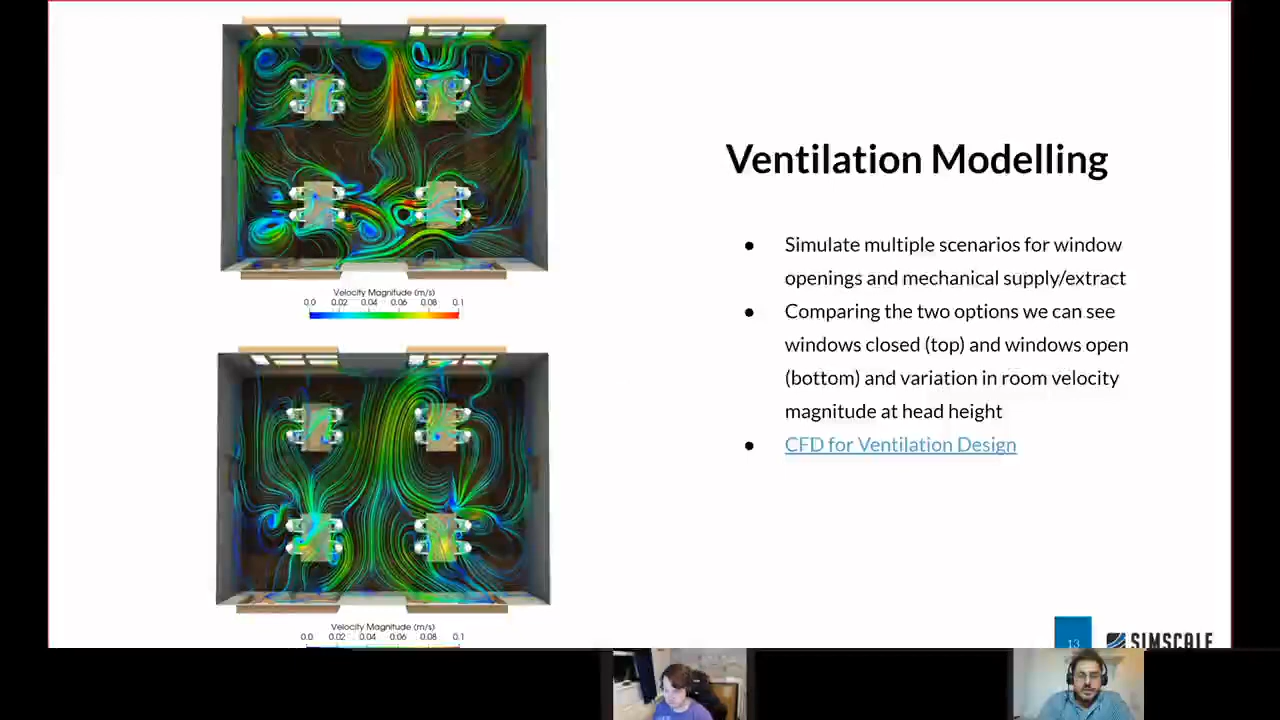 Velocity Magnitude (m/s)
0.0 0.02 0.04 0.06 0.08 0.1
Velocity Magnitude (m/s)
0.0 0.02 0.04 0.06 0.08 0.1
Ventilation Modelling
● Simulate multiple scenarios for window
openings and mechanical supply/extract
● Comparing the two options we can see
windows closed (top) and windows open
(bottom) and variation in room velocity
magnitude at head height
● CFD for Ventilation Design
13
SIMSCALE